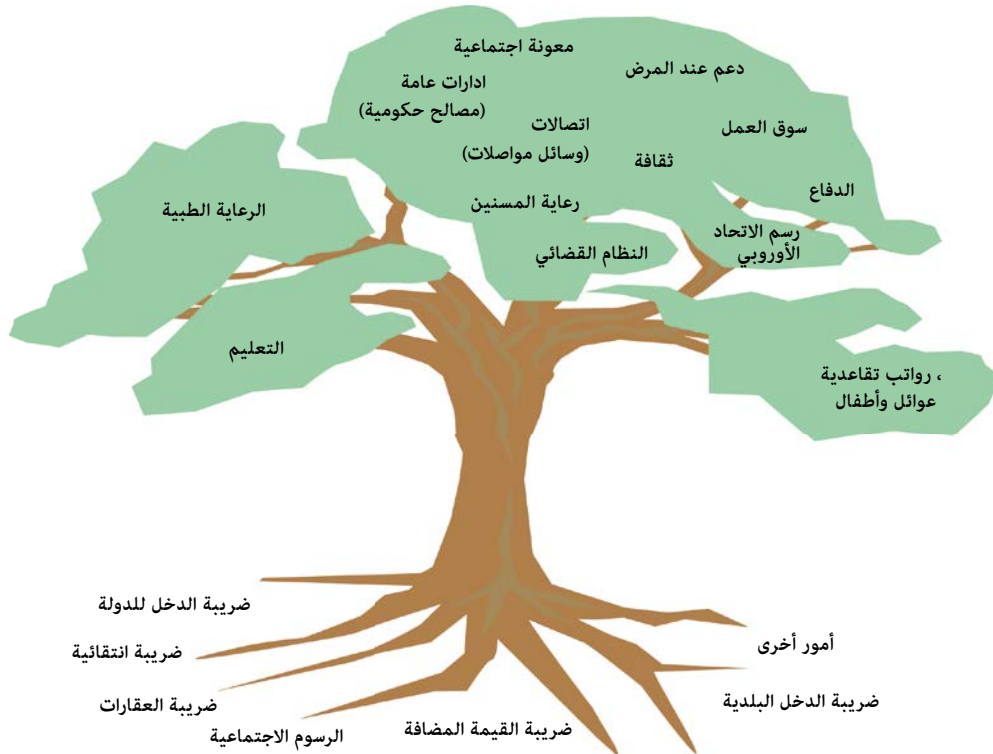 معونة اجتماعية
دعم عند المرض
ادارات عامة
(مصالح حكومية)
اتصالات
(وسائل مواصلات)
سوق العمل
ثقافة
الدفاع
رعاية المسنين
الرعاية الطبية
رسم الاتحاد
الأوروبي
النظام القضائي
التعليم
رواتب تقاعدية ،
عوائل وأطفال
ضريبة الدخل للدولة
ضريبة انتقائية
ضريبة العقارات
الرسوم الاجتماعية
ضريبة القيمة المضافة
ضريبة الدخل البلدية
أمور أخرى